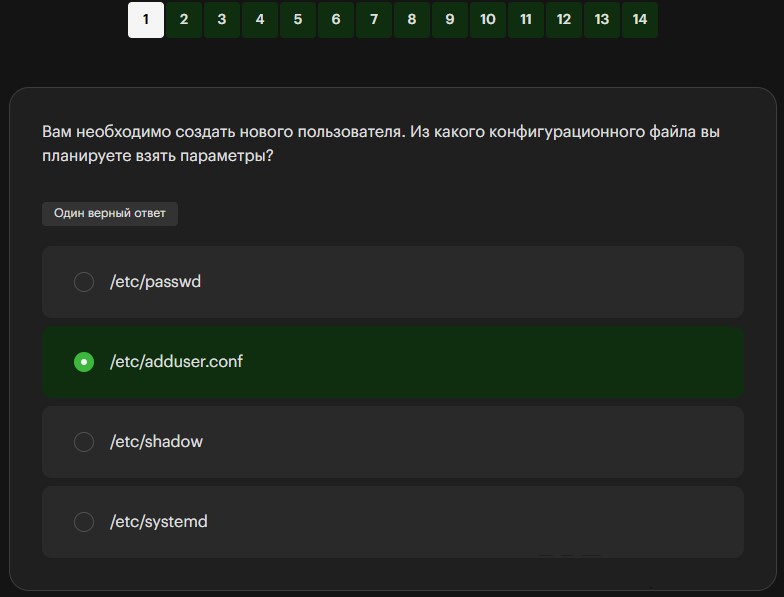 1 2 3 4 5 6 7 8 9 10 11 12 13 14
Вам необходимо создать нового пользователя. Из какого конфигурационного файла вы
планируете взять параметры?
Один верный ответ
/etc/passwd
/etc/adduser.conf
/etc/shadow
/etc/systemd